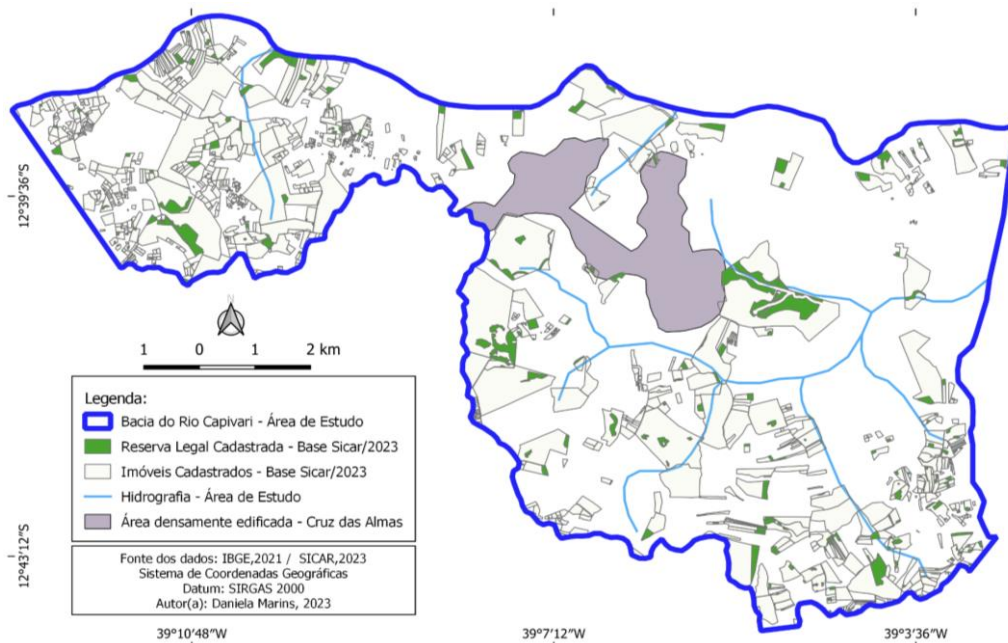 12°39'36"S
N
1 0 1 2 km
Legenda:
Bacia do Rio Capivari - Área de Estudo
Reserva Legal Cadastrada - Base Sicar/2023
Imóveis Cadastrados - Base Sicar/2023
Hidrografia - Área de Estudo
Área densamente edificada - Cruz das Almas
12°43'12"S
Fonte dos dados: IBGE,2021 / SICAR,2023
Sistema de Coordenadas Geográficas
Datum: SIRGAS 2000
Autor(a): Daniela Marins, 2023
39°10'48"W 39°7'12"W 39°3'36"W